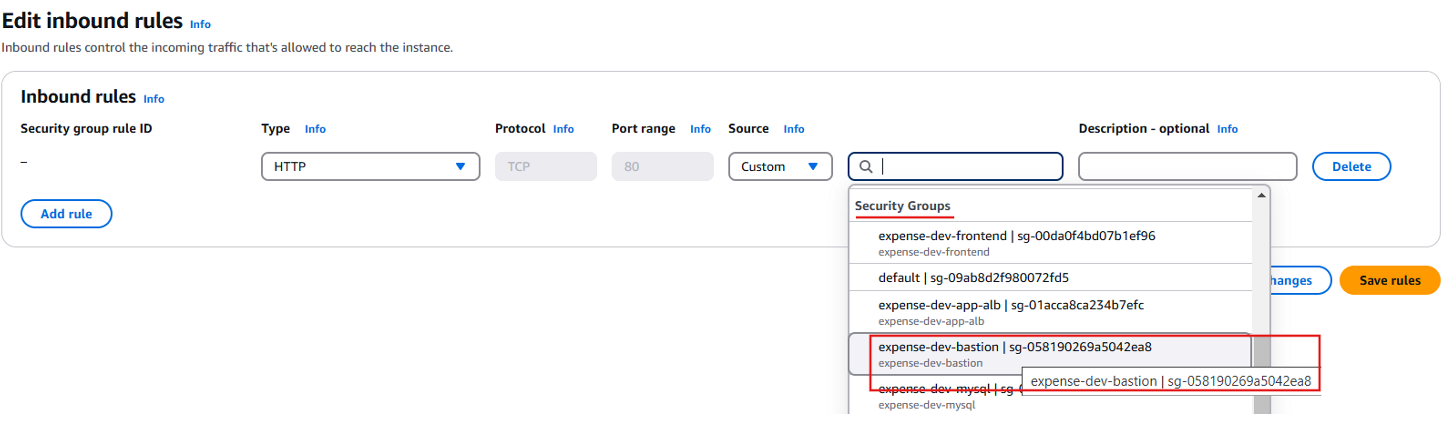 Edit inbound rules Info
Inbound rules control the incoming traffic that's allowed to reach the instance.
Inbound rules Info
Security group rule ID Type Info Protocol Info Port range Info Source Info Description - optional Info
– HTTP TCP 80 Custom Delete
Add rule
Security Groups
expense-dev-frontend | sg-00da0f4bd07b1ef96
expense-dev-frontend
default | sg-09ab8d2f980072fd5
hanges Save rules
expense-dev-app-alb | sg-01acca8ca234b7efc
expense-dev-app-alb
expense-dev-bastion | sg-058190269a5042ea8
expense-dev-bastion
expense-dev-bastion | sg-058190269a5042ea8
expense-dev-mysql | sg-
expense-dev-mysql